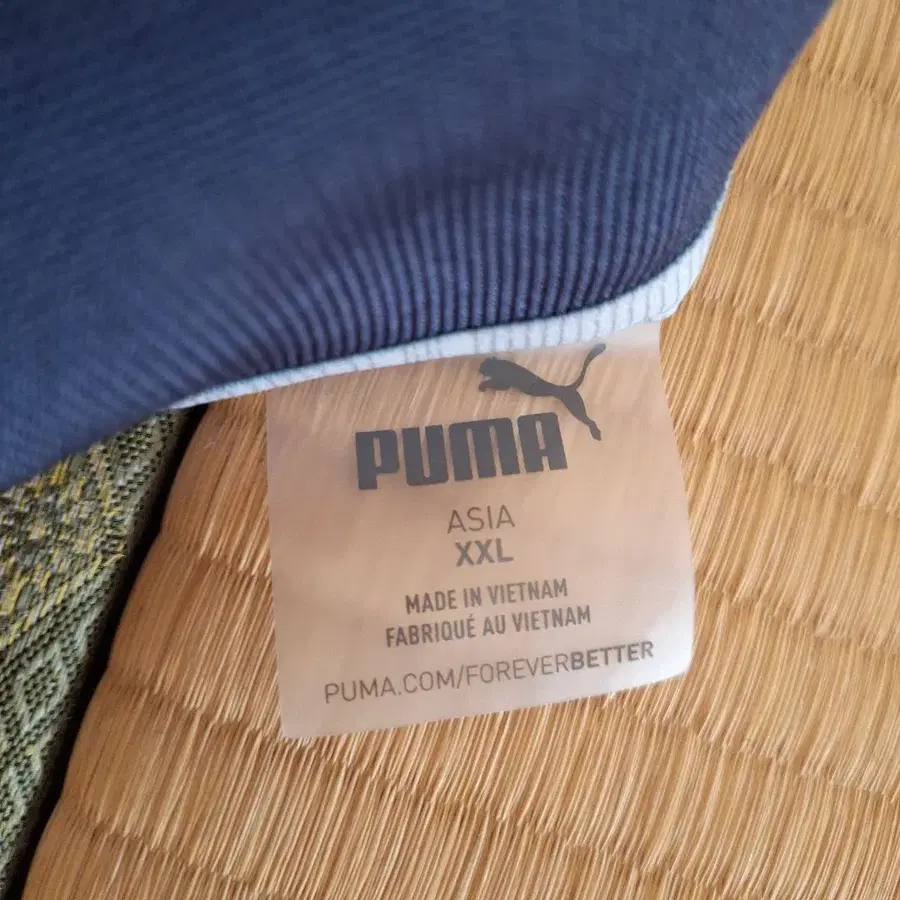 PUMA
ASIA
XXL
MADE IN VIETNAM
FABRIQUÉ AU VIETNAM
PUMA.COM/FOREVERBETTER